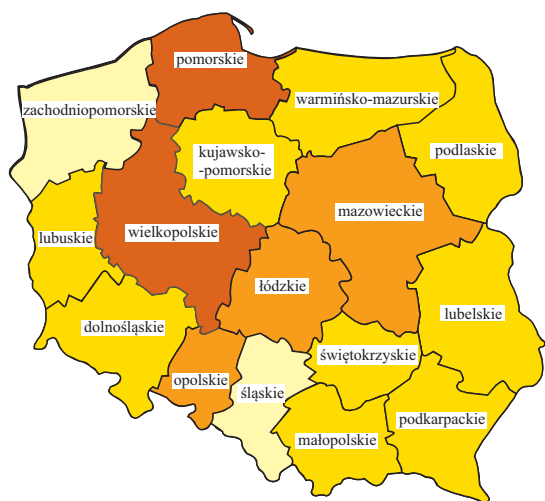 pomorskie
zachodniopomorskie
warmińsko-mazurskie
kujawsko-
-pomorskie
podlaskie
mazowieckie
wielkopolskie
lubuskie
łódzkie
lubelskie
dolnośląskie
świętokrzyskie
opolskie
śląskie
podkarpackie
małopolskie